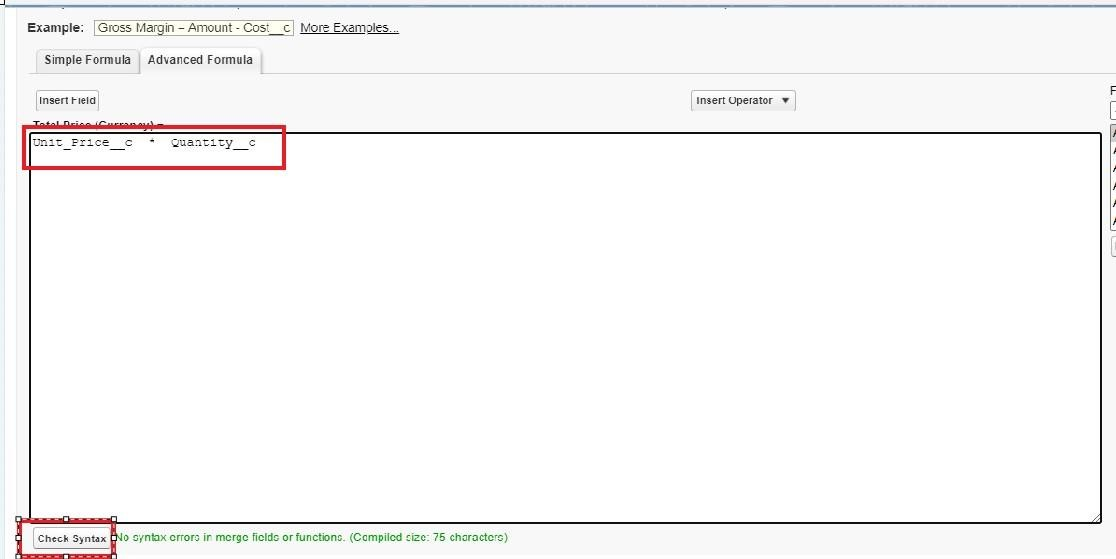 Example: Gross Margin = Amount - Cost__c More Examples...
Simple Formula Advanced Formula
Insert Field Insert Operator ▼
Total Price (Currency) =
Unit_Price__c * Quantity__c
Check Syntax No syntax errors in merge fields or functions. (Compiled size: 75 characters)